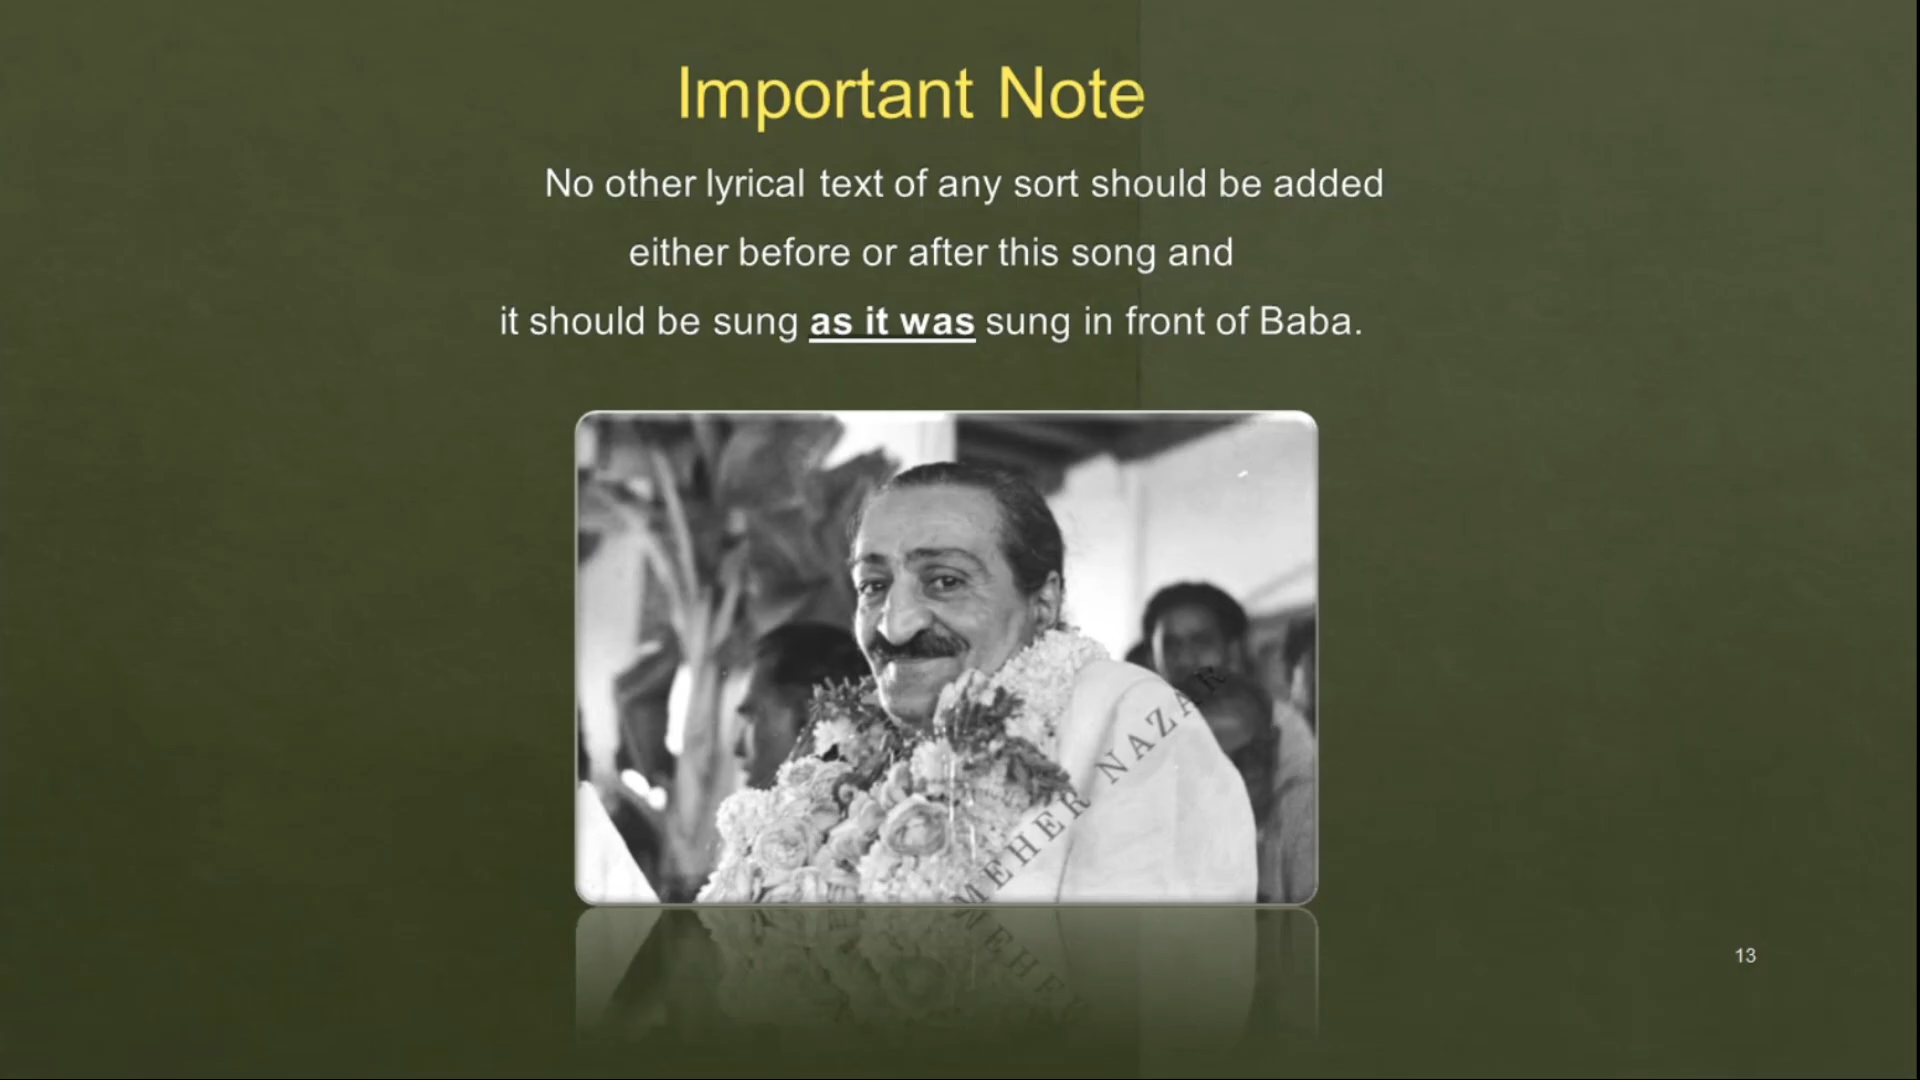 Important Note
No other lyrical text of any sort should be added
either before or after this song and
it should be sung as it was sung in front of Baba.
MEHER NAZAR
13